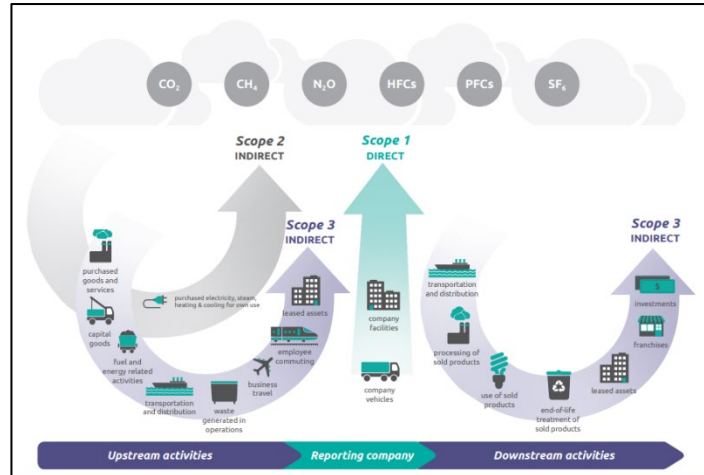 CO₂
CH₄
N₂O
HFCs
PFCs
SF₆
Scope 2
INDIRECT
Scope 1
DIRECT
Scope 3
INDIRECT
Scope 3
INDIRECT
purchased
goods and
services
capital
goods
fuel and
energy related
activities
transportation
and distribution
waste
generated in
operations
business
travel
employee
commuting
leased assets
purchased electricity, steam,
heating & cooling for own use
company
facilities
company
vehicles
transportation
and distribution
processing of
sold products
use of sold
products
end-of-life
treatment of
sold products
leased assets
franchises
$
investments
Upstream activities
Reporting company
Downstream activities